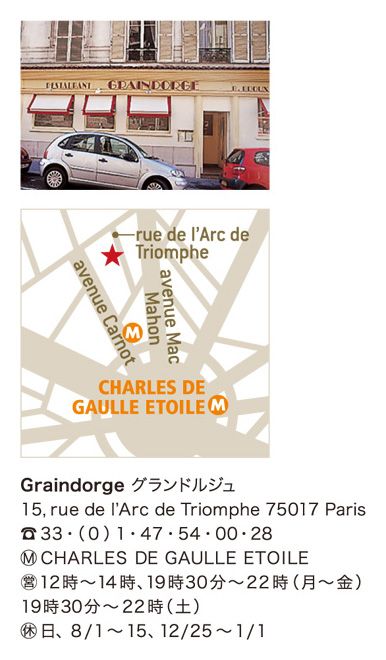 RESTAURANT GRAINDORGE B. BROUX
rue de l'Arc de
Triomphe
avenue Carnot
avenue Mac
Mahon
M
CHARLES DE
GAULLE ETOILE M
Graindorge グランドルジュ
15, rue de l'Arc de Triomphe 75017 Paris
☎33・(0)1・47・54・00・28
Ⓜ CHARLES DE GAULLE ETOILE
㊡12時〜14時、19時30分〜22時(月〜金)
19時30分〜22時(土)
㊡日、8/1〜15、12/25〜1/1